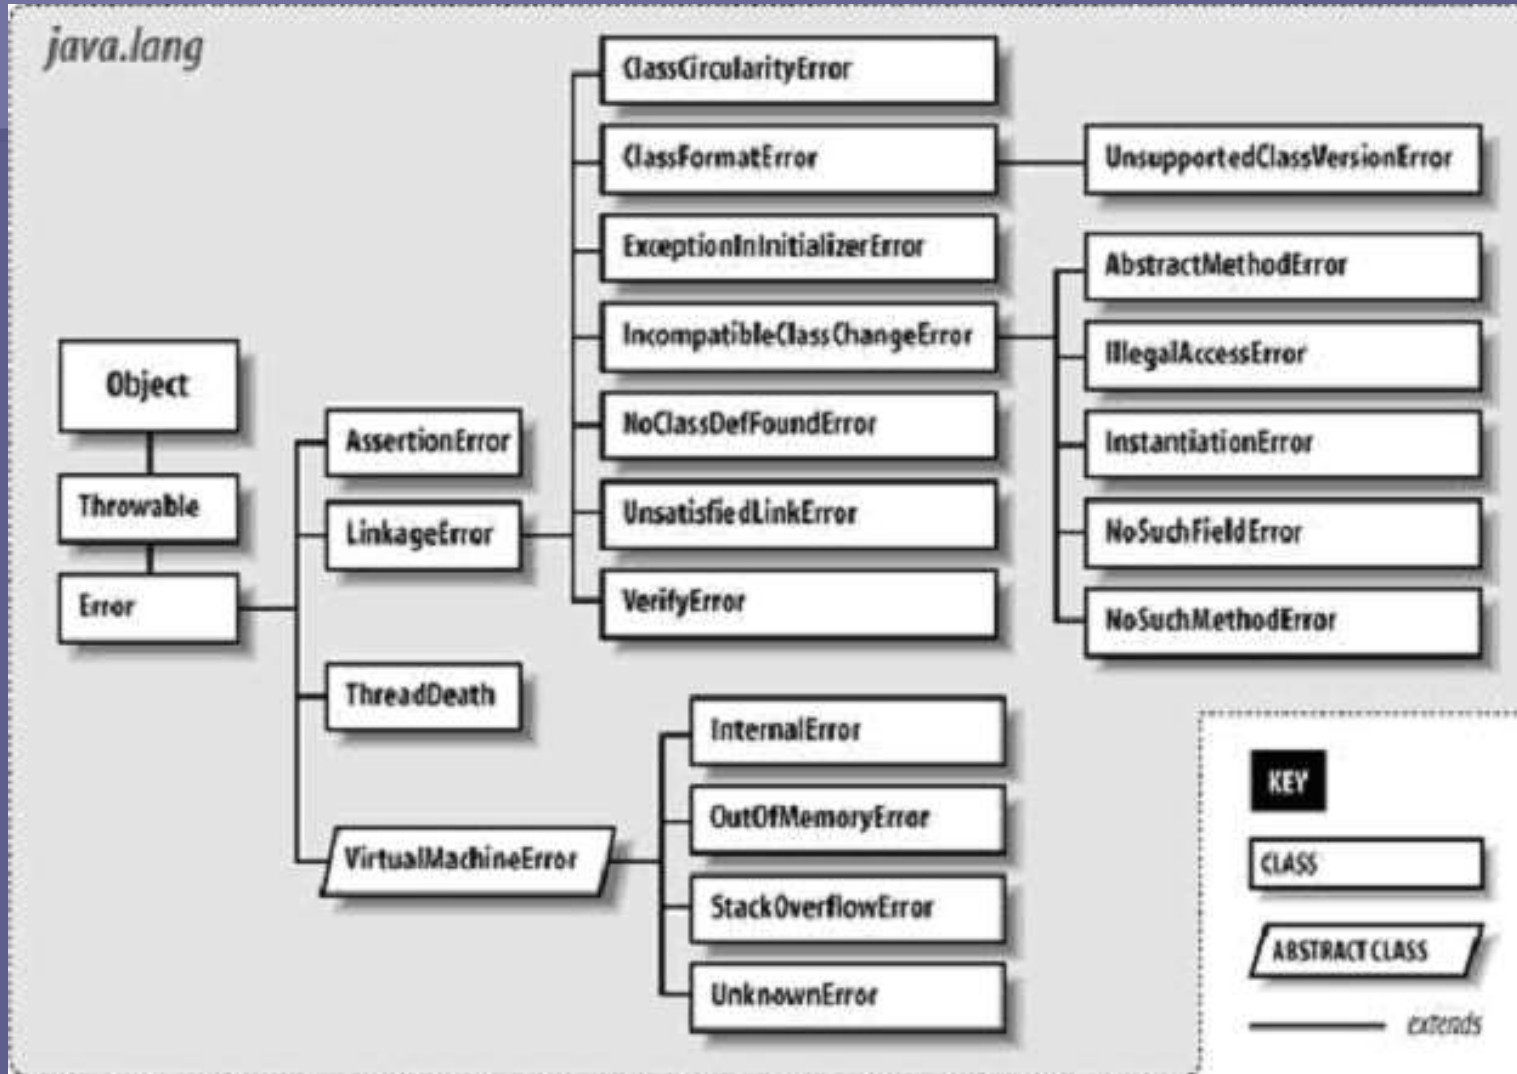 java.lang
Object
Throwable
Error
AssertionError
LinkageError
ThreadDeath
VirtualMachineError
ClassCircularityError
ClassFormatError
ExceptionInInitializerError
IncompatibleClassChangeError
NoClassDefFoundError
UnsatisfiedLinkError
VerifyError
UnsupportedClassVersionError
AbstractMethodError
IllegalAccessError
InstantiationError
NoSuchFieldError
NoSuchMethodError
InternalError
OutOfMemoryError
StackOverflowError
UnknownError
KEY
CLASS
ABSTRACT CLASS
extends